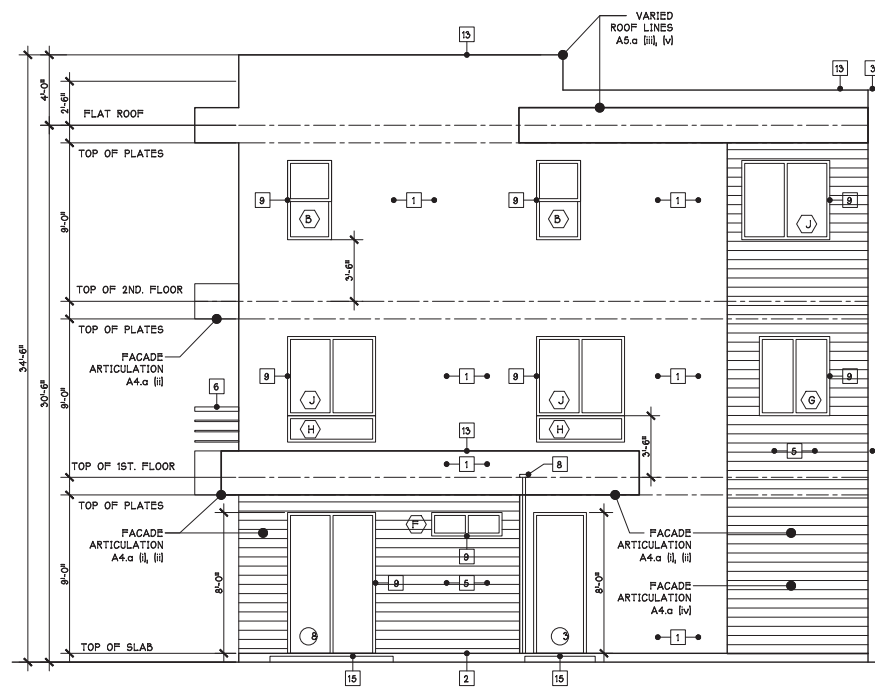 VARIED
ROOF LINES
A5.a (iii), (v)
13
13
3
4'-0"
2'-6"
FLAT ROOF
TOP OF PLATES
9
B
1
9
B
1
J
9
9'-0"
3'-6"
TOP OF 2ND. FLOOR
TOP OF PLATES
FACADE
ARTICULATION
A4.a (ii)
34'-6"
30'-6"
9'-0"
6
9
J
H
1
9
J
H
1
G
9
13
1
8
3'-6"
5
TOP OF 1ST. FLOOR
TOP OF PLATES
FACADE
ARTICULATION
A4.a (i), (ii)
F
9
FACADE
ARTICULATION
A4.a (i), (ii)
9'-0"
8'-0"
9
5
8'-0"
FACADE
ARTICULATION
A4.a (iv)
8
3
1
TOP OF SLAB
15
2
15